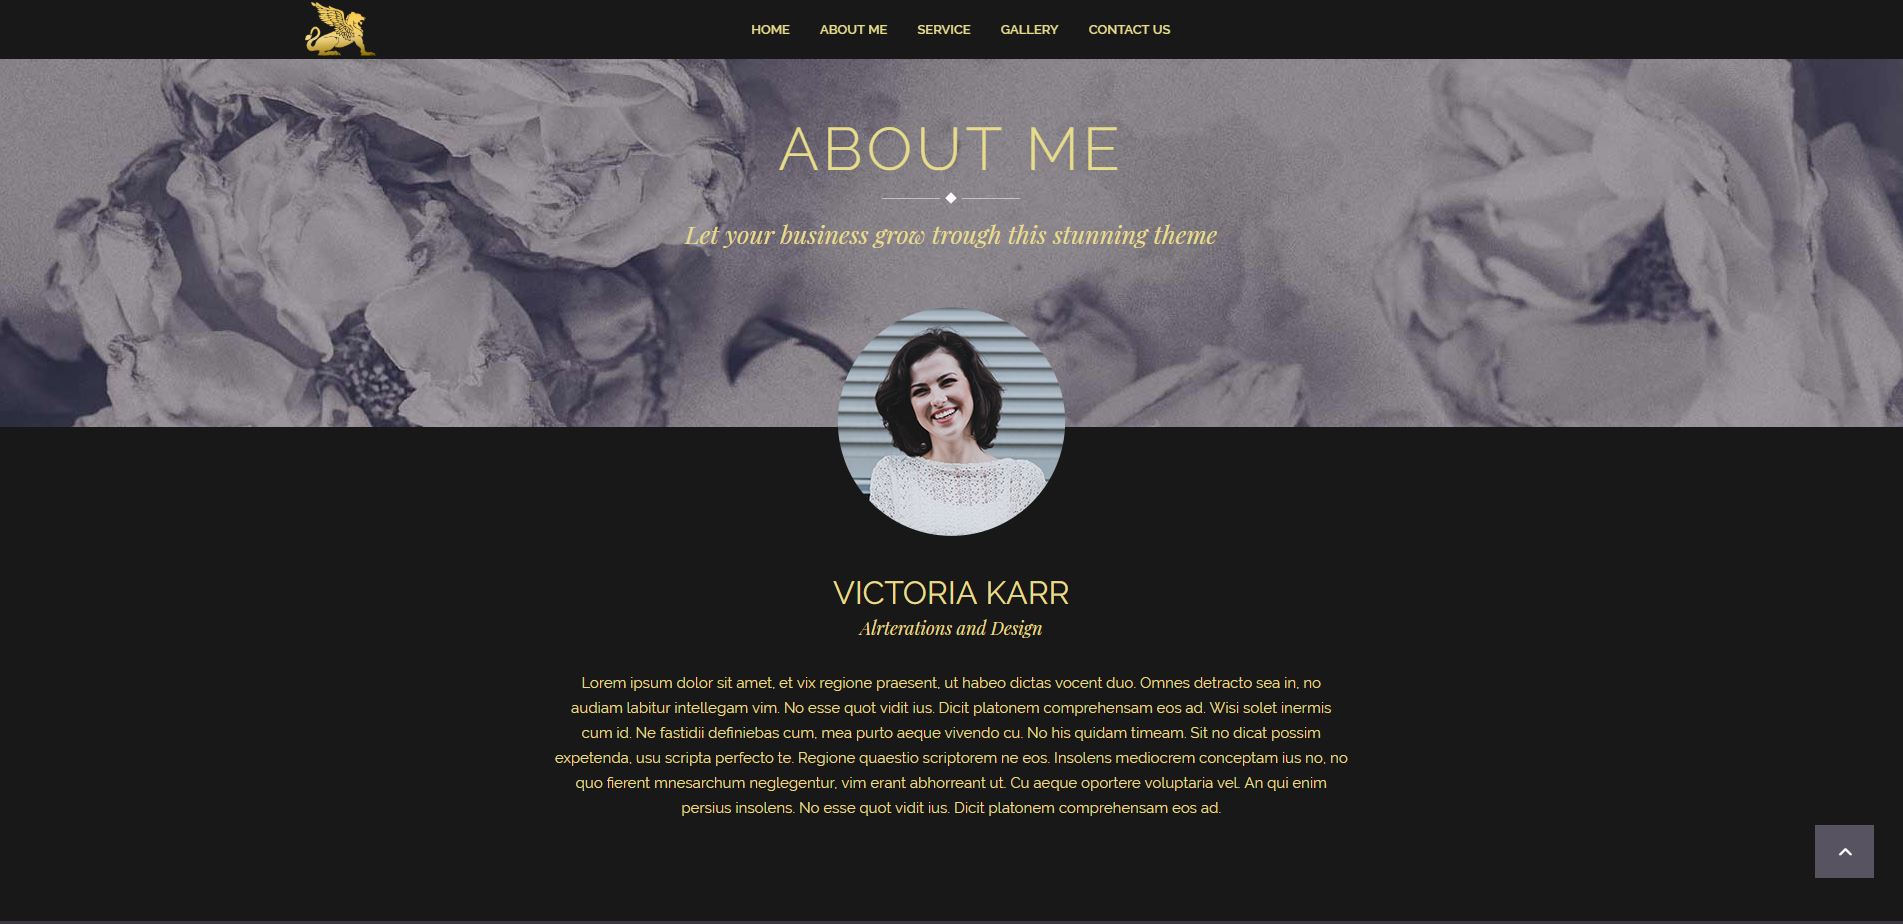 HOME ABOUT ME SERVICE GALLERY CONTACT US
ABOUT ME
Let your business grow trough this stunning theme
VICTORIA KARR
Alrterations and Design
Lorem ipsum dolor sit amet, et vix regione praesent, ut habeo dictas vocent duo. Omnes detracto sea in, no
audiam labitur intellegam vim. No esse quot vidit ius. Dicit platonem comprehensam eos ad. Wisi solet inermis
cum id. Ne fastidii definiebas cum, mea purto aeque vivendo cu. No his quidam timeam. Sit no dicat possim
expetenda, usu scripta perfecto te. Regione quaestio scriptorem ne eos. Insolens mediocrem conceptam ius no, no
quo fierent mnesarchum neglegentur, vim erant abhorreant ut. Cu aeque oportere voluptaria vel. An qui enim
persius insolens. No esse quot vidit ius. Dicit platonem comprehensam eos ad.